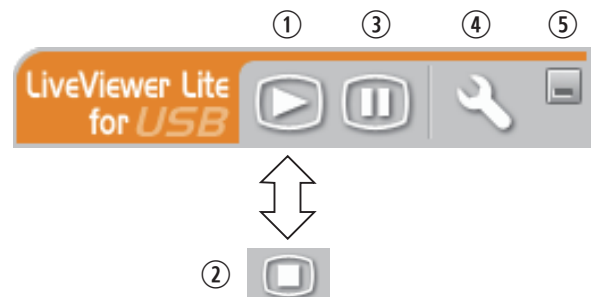 ① ③ ④ ⑤
LiveViewer Lite
for USB
②